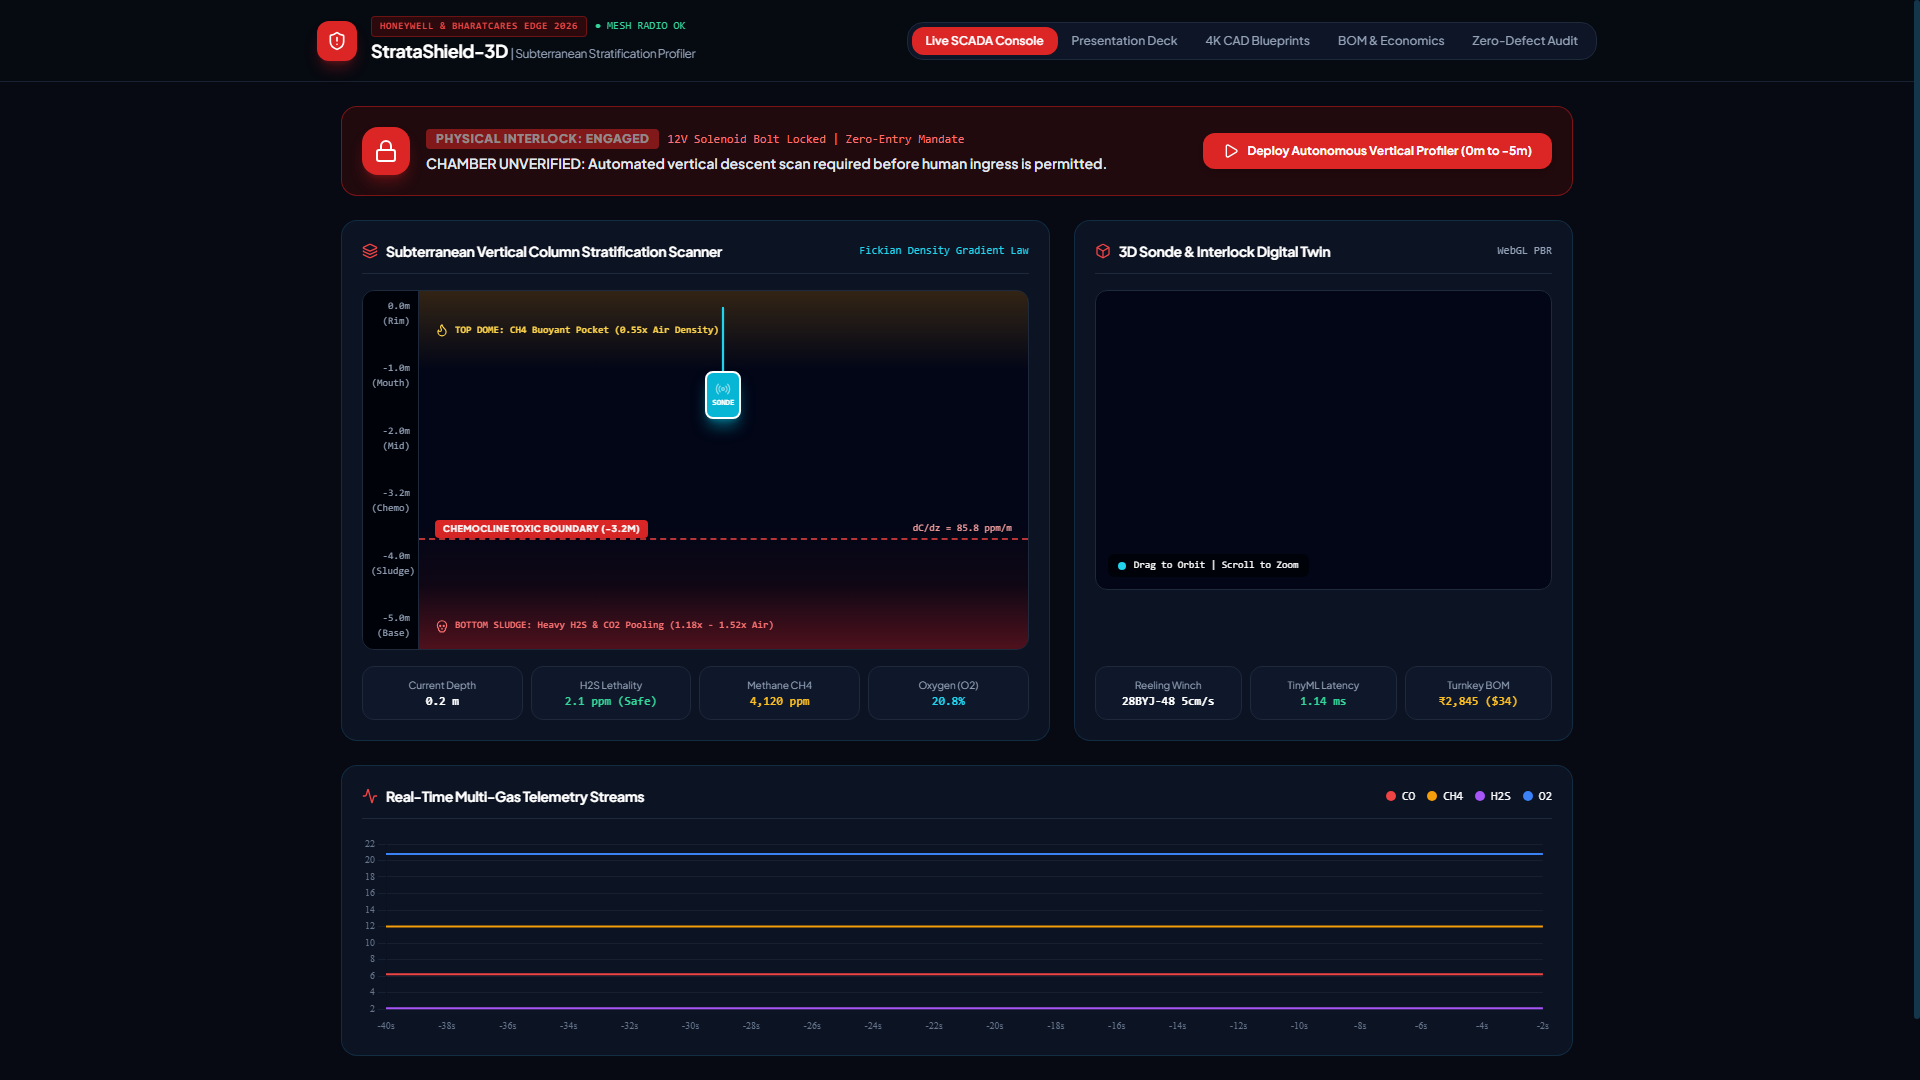 HONEYWELL & BHARATCARES EDGE 2026
MESH RADIO OK
StrataShield-3D | Subterranean Stratification Profiler
Live SCADA Console
Presentation Deck
4K CAD Blueprints
BOM & Economics
Zero-Defect Audit
PHYSICAL INTERLOCK: ENGAGED
12V Solenoid Bolt Locked | Zero-Entry Mandate
CHAMBER UNVERIFIED: Automated vertical descent scan required before human ingress is permitted.
Deploy Autonomous Vertical Profiler (0m to -5m)
Subterranean Vertical Column Stratification Scanner
Fickian Density Gradient Law
0.0m
(Rim)
-1.0m
(Mouth)
-2.0m
(Mid)
-3.2m
(Chemo)
-4.0m
(Sludge)
-5.0m
(Base)
TOP DOME: CH4 Buoyant Pocket (0.55x Air Density)
SONDE
CHEMOCLINE TOXIC BOUNDARY (-3.2M)
dC/dz = 85.8 ppm/m
BOTTOM SLUDGE: Heavy H2S & CO2 Pooling (1.18x - 1.52x Air)
Current Depth
0.2 m
H2S Lethality
2.1 ppm (Safe)
Methane CH4
4,120 ppm
Oxygen (O2)
20.8%
3D Sonde & Interlock Digital Twin
WebGL PBR
Drag to Orbit | Scroll to Zoom
Reeling Winch
28BYJ-48 5cm/s
TinyML Latency
1.14 ms
Turnkey BOM
₹2,845 ($34)
Real-Time Multi-Gas Telemetry Streams
CO
CH4
H2S
O2
22
20
18
16
14
12
10
8
6
4
2
-40s -38s -36s -34s -32s -30s -28s -26s -24s -22s -20s -18s -16s -14s -12s -10s -8s -6s -4s -2s